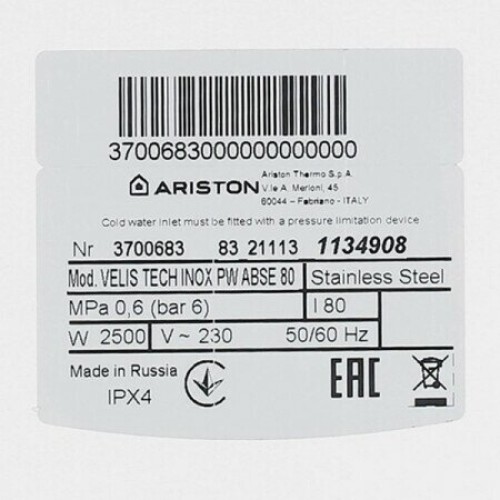 3700683000000000000000
ARISTON
Ariston Thermo S.p.A.
V.le A. Merloni, 45
60044 – Fabriano - ITALY
Cold water inlet must be fitted with a pressure limitation device
Nr 3700683 83 21113 1134908
Mod. VELIS TECH INOX PW ABSE 80 Stainless Steel
MPa 0,6 (bar 6) l 80
W 2500 V ~ 230 50/60 Hz
Made in Russia
IPX4
EAC